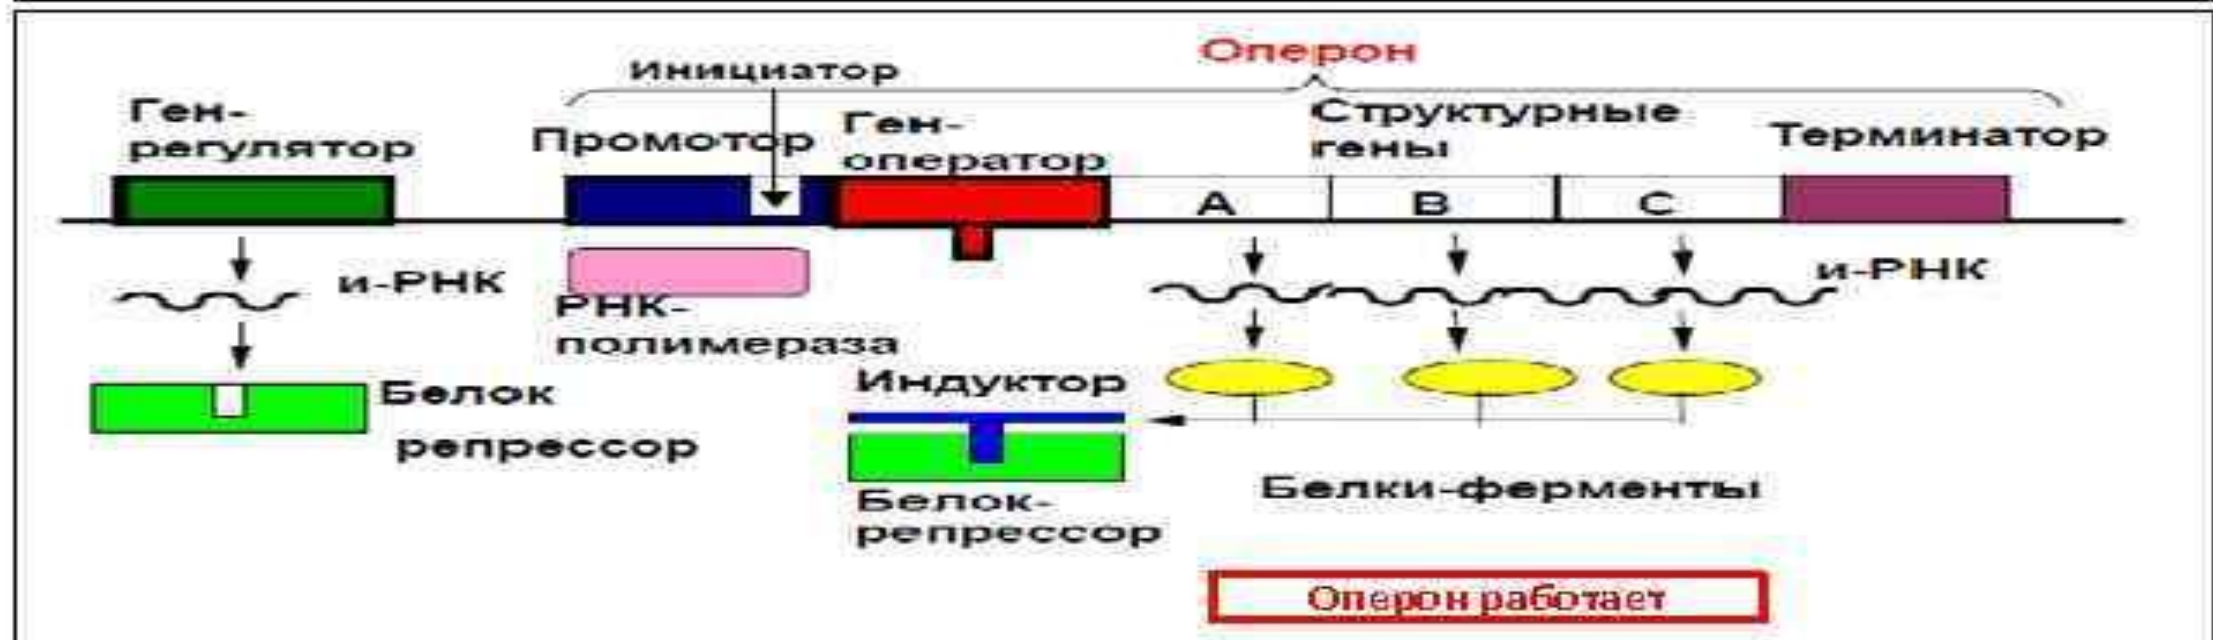 Оперон
Инициатор
Ген-
регулятор
Промотор
Ген-
оператор
Структурные
гены
Терминатор
А
В
С
и-РНК
и-РНК
РНК-
полимераза
Белок
репрессор
Индуктор
Белок-
репрессор
Белки-ферменты
Оперон работает